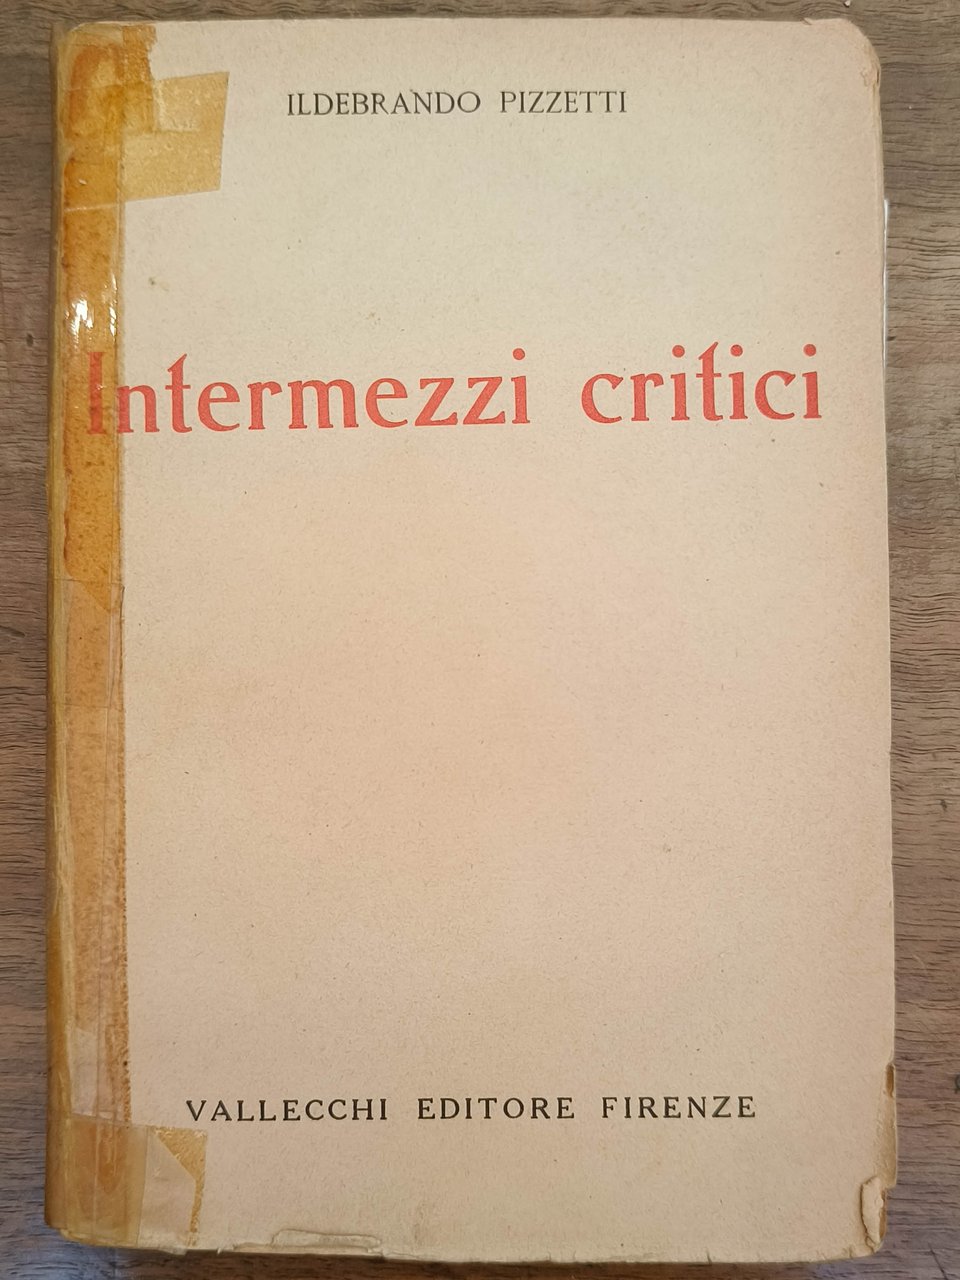 ILDEBRANDO PIZZETTI
Intermezzi critici
VALLECCHI EDITORE FIRENZE